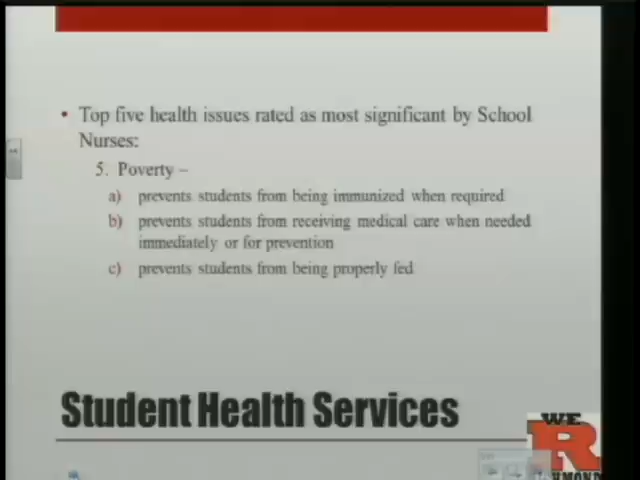 • Top five health issues rated as most significant by School
Nurses:
5. Poverty –
a) prevents students from being immunized when required
b) prevents students from receiving medical care when needed
immediately or for prevention
c) prevents students from being properly fed
Student Health Services
WE
R